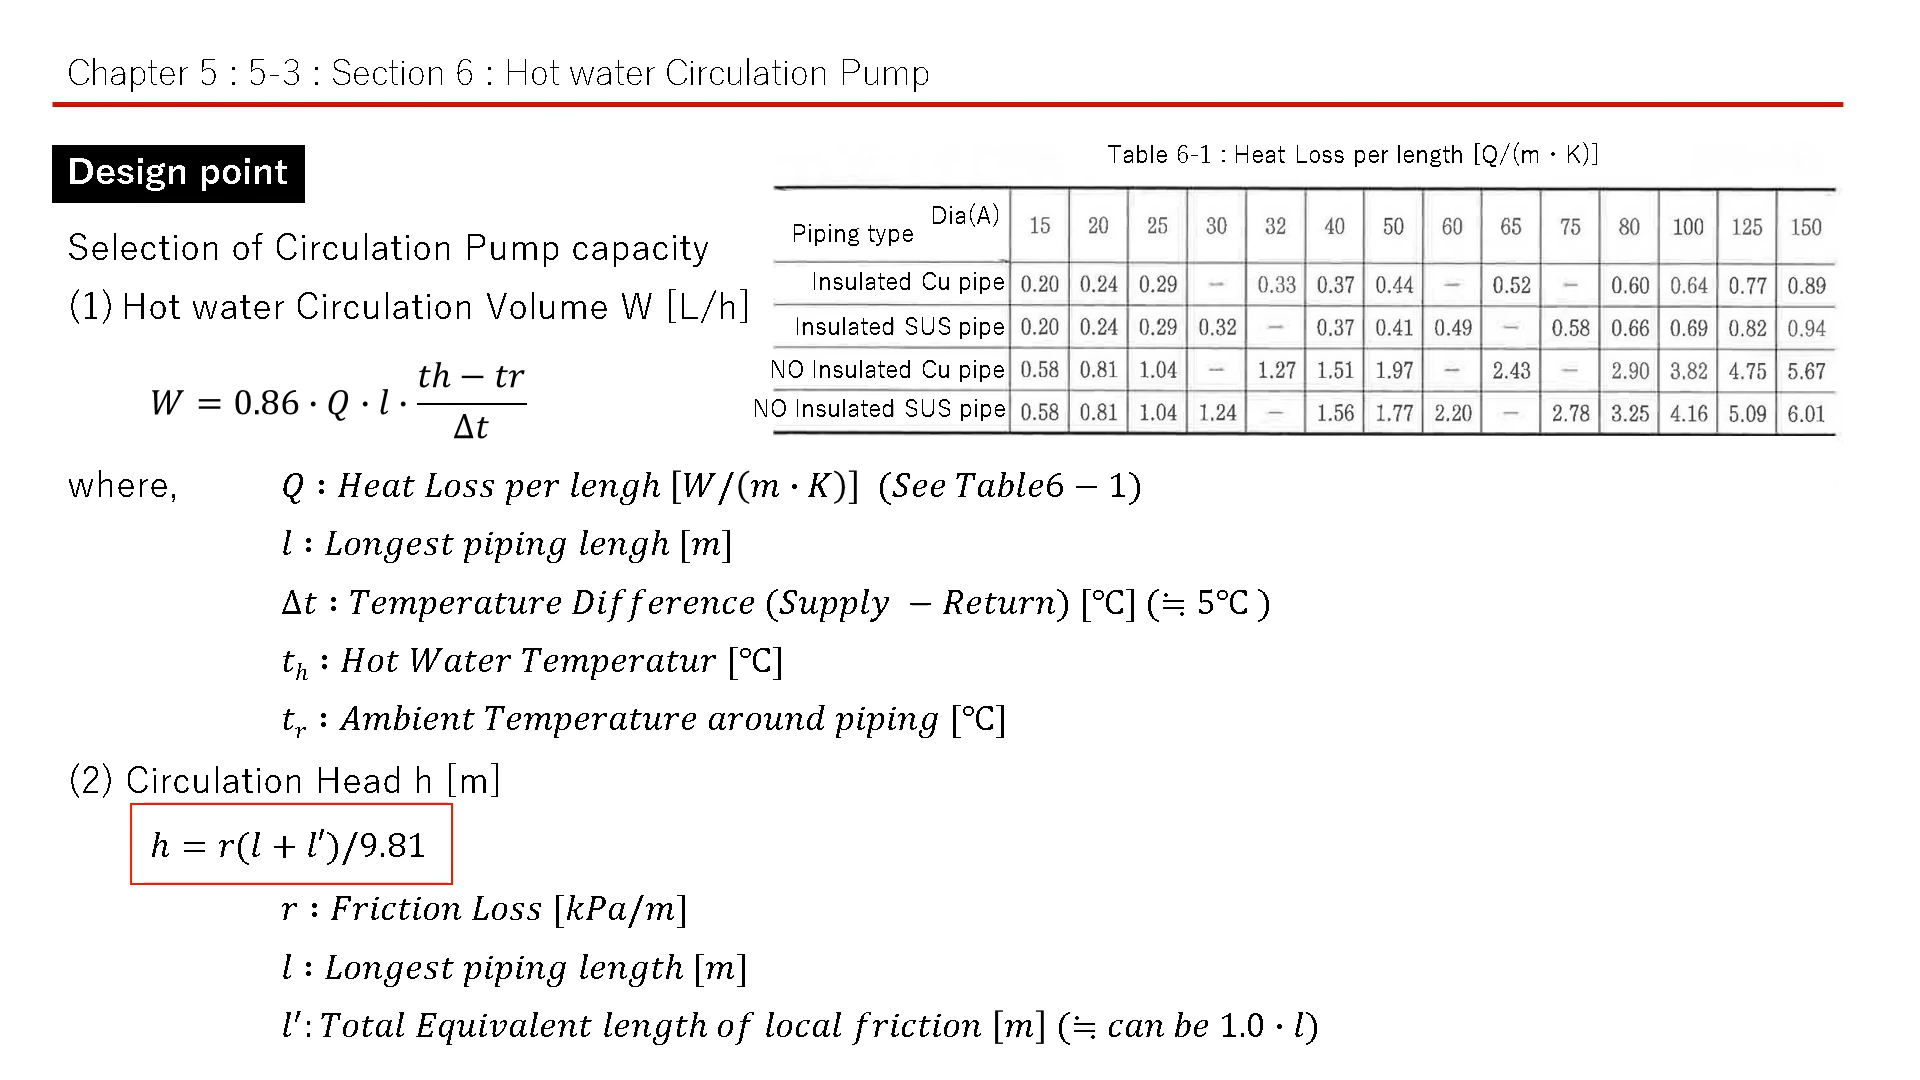 Chapter 5 : 5-3 : Section 6 : Hot water Circulation Pump
Design point
Selection of Circulation Pump capacity
(1) Hot water Circulation Volume W [L/h]
W = 0.86 · Q · l · (th − tr)/Δt
Table 6-1 : Heat Loss per length [Q/(m・K)]
Piping type Dia(A) 15 20 25 30 32 40 50 60 65 75 80 100 125 150
Insulated Cu pipe 0.20 0.24 0.29 − 0.33 0.37 0.44 − 0.52 − 0.60 0.64 0.77 0.89
Insulated SUS pipe 0.20 0.24 0.29 0.32 − 0.37 0.41 0.49 − 0.58 0.66 0.69 0.82 0.94
NO Insulated Cu pipe 0.58 0.81 1.04 − 1.27 1.51 1.97 − 2.43 − 2.90 3.82 4.75 5.67
NO Insulated SUS pipe 0.58 0.81 1.04 1.24 − 1.56 1.77 2.20 − 2.78 3.25 4.16 5.09 6.01
where, Q : Heat Loss per lengh [W/(m · K)] (See Table6 − 1)
l : Longest piping lengh [m]
Δt : Temperature Difference (Supply − Return) [℃] (≒ 5℃ )
t_h : Hot Water Temperatur [℃]
t_r : Ambient Temperature around piping [℃]
(2) Circulation Head h [m]
h = r(l + l′)/9.81
r : Friction Loss [kPa/m]
l : Longest piping length [m]
l′: Total Equivalent length of local friction [m] (≒ can be 1.0 · l)